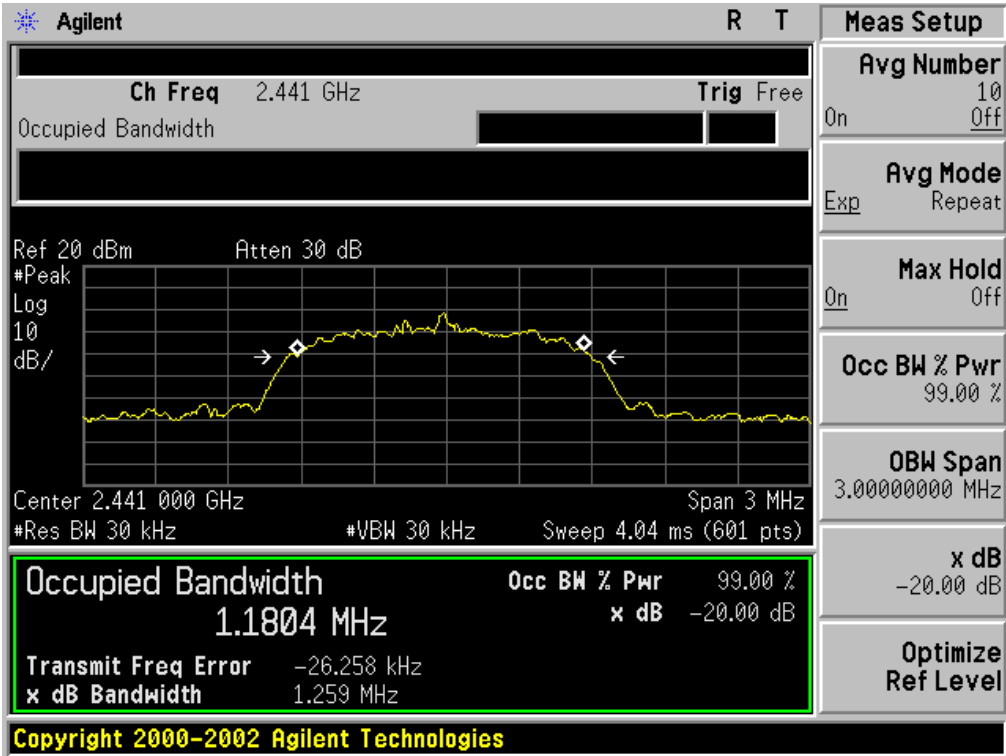 Agilent R T
Ch Freq 2.441 GHz Trig Free
Occupied Bandwidth
Ref 20 dBm Atten 30 dB
#Peak
Log
10
dB/
Center 2.441 000 GHz Span 3 MHz
#Res BW 30 kHz #VBW 30 kHz Sweep 4.04 ms (601 pts)
Occupied Bandwidth Occ BW % Pwr 99.00 %
1.1804 MHz x dB -20.00 dB
Transmit Freq Error -26.258 kHz
x dB Bandwidth 1.259 MHz
Copyright 2000-2002 Agilent Technologies
Meas Setup
Avg Number
10
On Off
Avg Mode
Exp Repeat
Max Hold
On Off
Occ BW % Pwr
99.00 %
OBW Span
3.00000000 MHz
x dB
-20.00 dB
Optimize
Ref Level